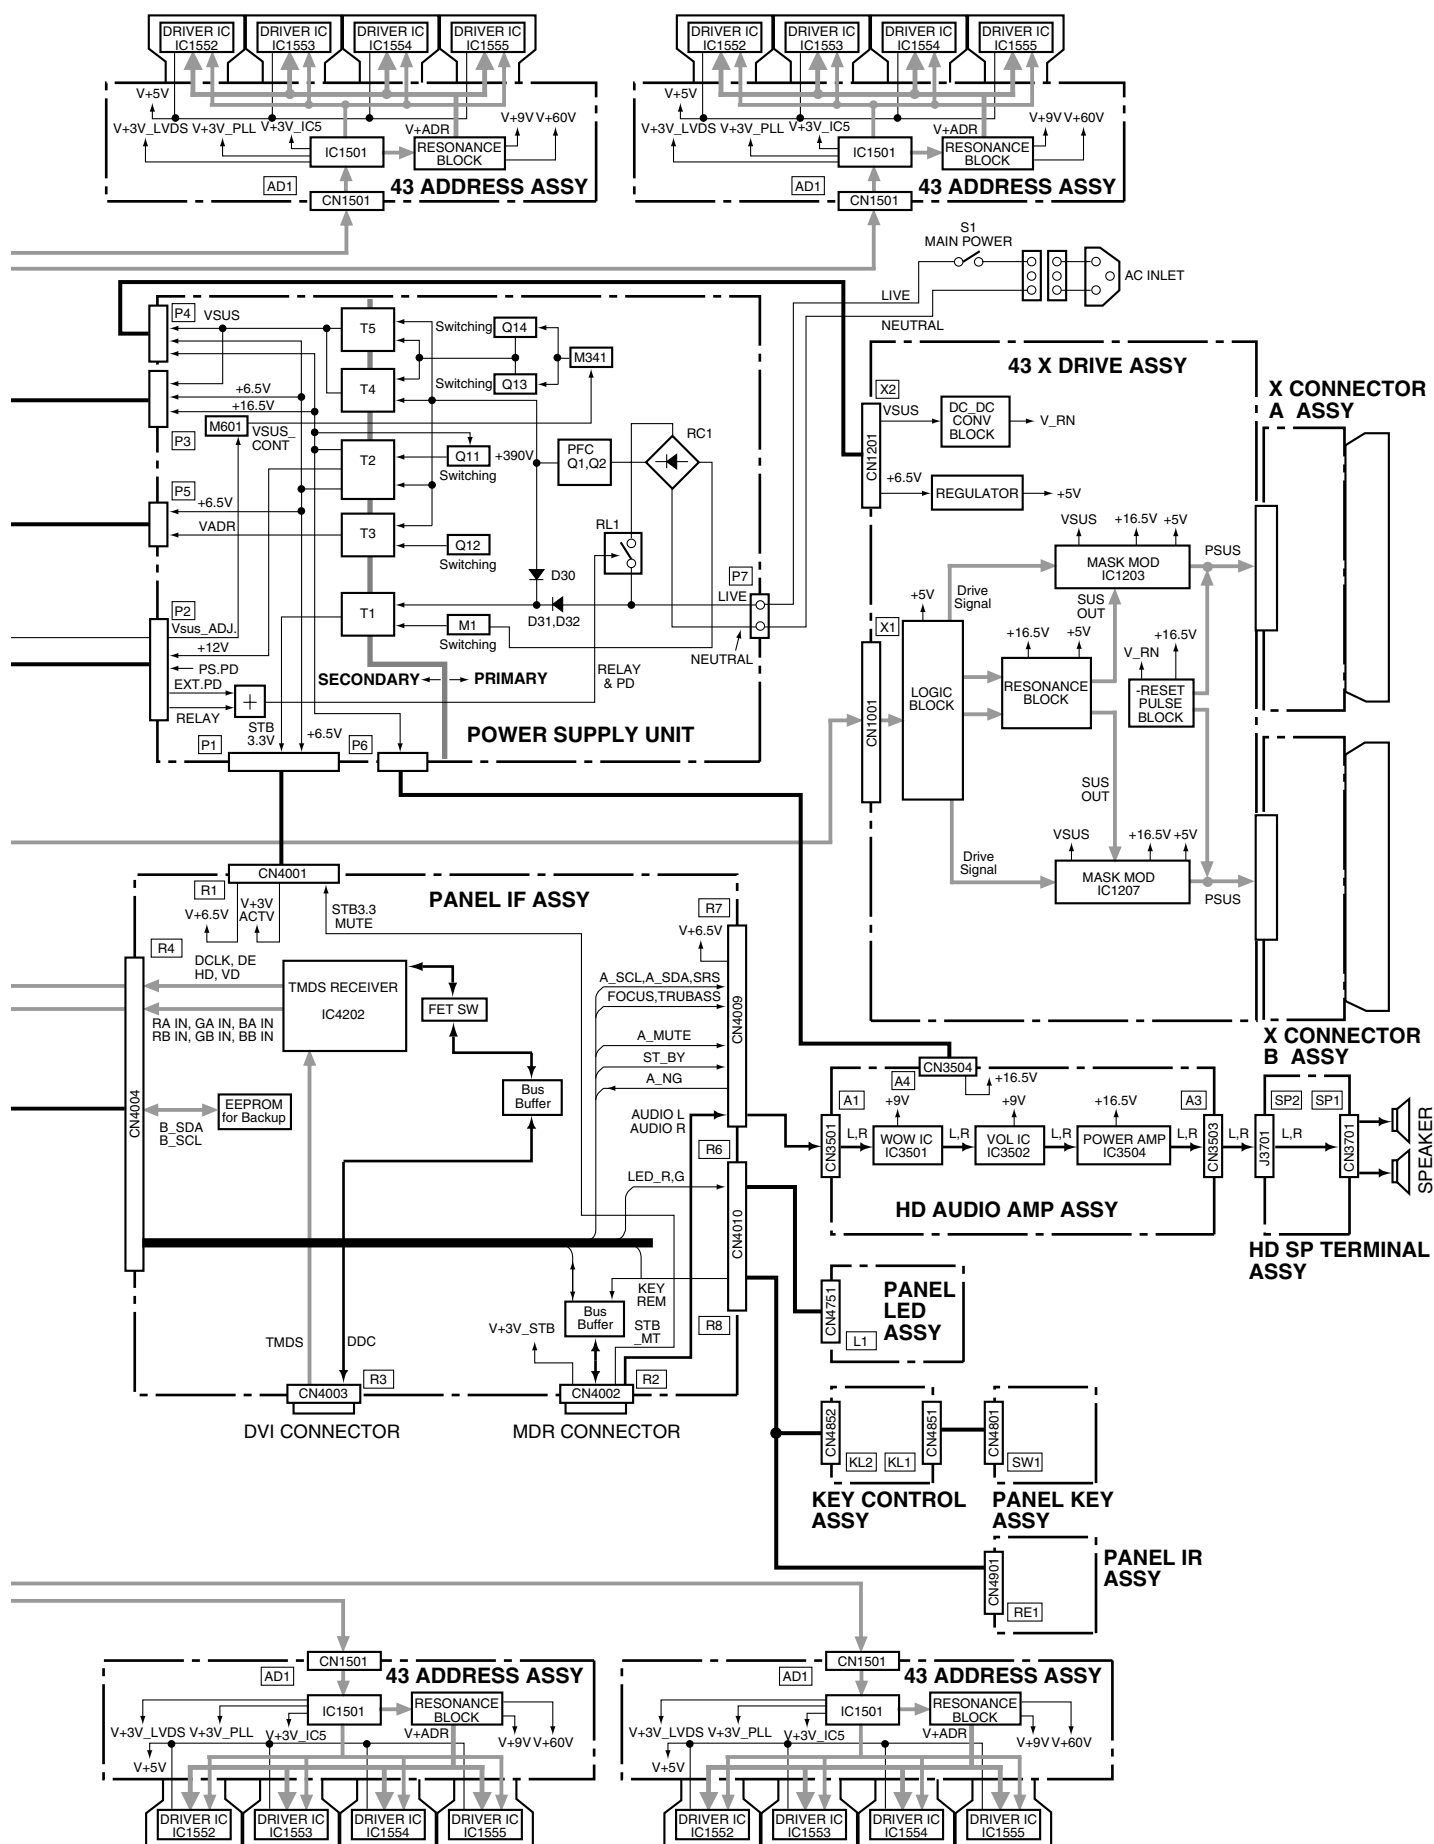 DRIVER IC
IC1552
DRIVER IC
IC1553
DRIVER IC
IC1554
DRIVER IC
IC1555
V+5V
V+3V_LVDS
V+3V_PLL
V+3V_IC5
V+ADR
V+9V
V+60V
IC1501
RESONANCE
BLOCK
AD1
43 ADDRESS ASSY
CN1501
DRIVER IC
IC1552
DRIVER IC
IC1553
DRIVER IC
IC1554
DRIVER IC
IC1555
V+5V
V+3V_LVDS
V+3V_PLL
V+3V_IC5
V+ADR
V+9V
V+60V
IC1501
RESONANCE
BLOCK
AD1
43 ADDRESS ASSY
CN1501
S1
MAIN POWER
AC INLET
LIVE
NEUTRAL
P4
VSUS
T5
Switching
Q14
M341
T4
Switching
Q13
+6.5V
+16.5V
M601
VSUS_
CONT
P3
T2
Q11
Switching
+390V
PFC
Q1,Q2
RC1
P5
+6.5V
VADR
T3
Q12
Switching
RL1
D30
D31,D32
P7
LIVE
NEUTRAL
P2
Vsus_ADJ.
+12V
PS.PD
EXT.PD
RELAY
+
T1
M1
Switching
SECONDARY
PRIMARY
RELAY
& PD
STB
3.3V
+6.5V
P1
P6
POWER SUPPLY UNIT
43 X DRIVE ASSY
X2
VSUS
DC_DC
CONV
BLOCK
V_RN
CN1201
+6.5V
REGULATOR
+5V
X CONNECTOR
A ASSY
VSUS
+16.5V
+5V
MASK MOD
IC1203
PSUS
Drive
Signal
SUS
OUT
+5V
X1
LOGIC
BLOCK
CN1001
+16.5V
+5V
RESONANCE
BLOCK
V_RN
+16.5V
-RESET
PULSE
BLOCK
SUS
OUT
VSUS
+16.5V
+5V
Drive
Signal
MASK MOD
IC1207
PSUS
X CONNECTOR
B ASSY
CN4001
R1
PANEL IF ASSY
V+6.5V
V+3V
ACTV
STB3.3
MUTE
R7
V+6.5V
R4
DCLK, DE
HD, VD
TMDS RECEIVER
IC4202
FET SW
A_SCL,A_SDA,SRS
FOCUS,TRUBASS
RA IN, GA IN, BA IN
RB IN, GB IN, BB IN
A_MUTE
ST_BY
A_NG
CN4009
CN4004
EEPROM
for Backup
B_SDA
B_SCL
Bus
Buffer
AUDIO L
AUDIO R
R6
LED_R,G
CN4010
KEY
REM
Bus
Buffer
V+3V_STB
STB
_MT
R8
TMDS
DDC
CN4003
R3
CN4002
R2
DVI CONNECTOR
MDR CONNECTOR
CN3504
A4
+16.5V
A1
+9V
+9V
+16.5V
A3
CN3501
L,R
WOW IC
IC3501
L,R
VOL IC
IC3502
L,R
POWER AMP
IC3504
L,R
CN3503
L,R
HD AUDIO AMP ASSY
SP2
SP1
J3701
L,R
CN3701
SPEAKER
HD SP TERMINAL
ASSY
CN4751
PANEL
LED
ASSY
L1
CN4852
KL2
KL1
CN4851
KEY CONTROL
ASSY
CN4801
SW1
PANEL KEY
ASSY
CN4901
RE1
PANEL IR
ASSY
CN1501
AD1
43 ADDRESS ASSY
IC1501
RESONANCE
BLOCK
V+3V_LVDS
V+3V_PLL
V+3V_IC5
V+ADR
V+9V
V+60V
V+5V
DRIVER IC
IC1552
DRIVER IC
IC1553
DRIVER IC
IC1554
DRIVER IC
IC1555
CN1501
AD1
43 ADDRESS ASSY
IC1501
RESONANCE
BLOCK
V+3V_LVDS
V+3V_PLL
V+3V_IC5
V+ADR
V+9V
V+60V
V+5V
DRIVER IC
IC1552
DRIVER IC
IC1553
DRIVER IC
IC1554
DRIVER IC
IC1555